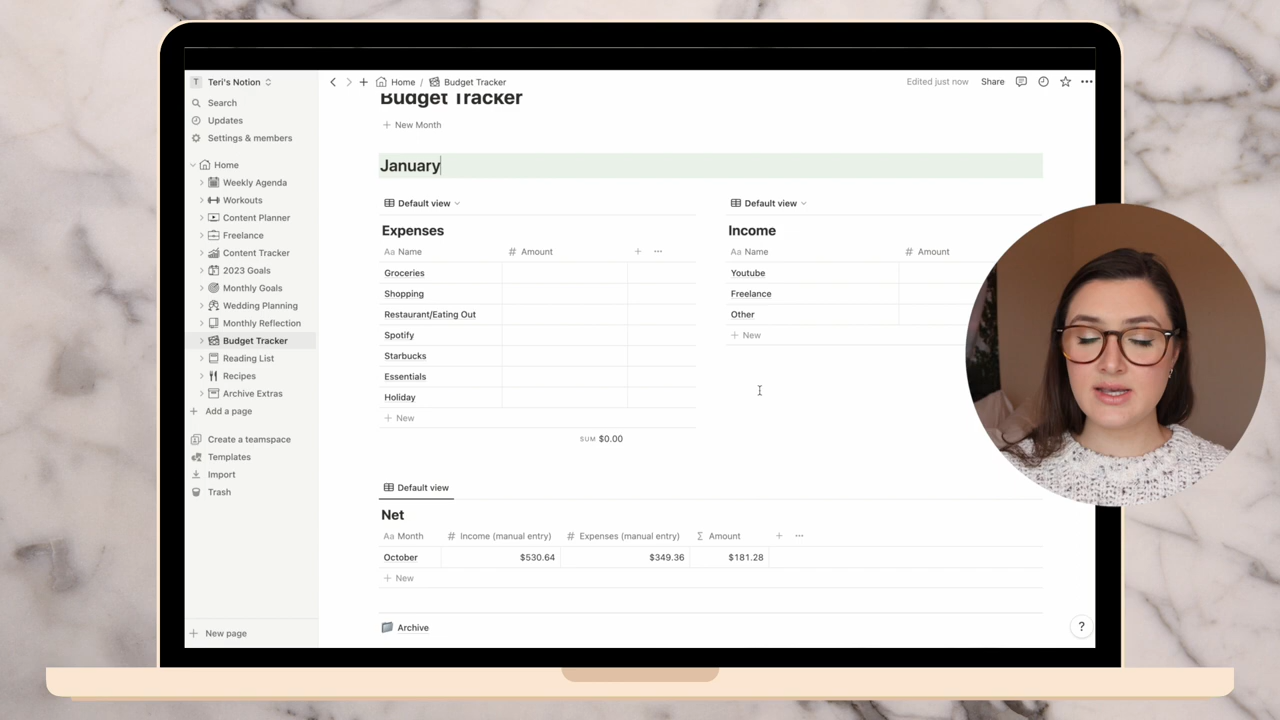 T Teri's Notion
Search
Updates
Settings & members
Home
Weekly Agenda
Workouts
Content Planner
Freelance
Content Tracker
2023 Goals
Monthly Goals
Wedding Planning
Monthly Reflection
Budget Tracker
Reading List
Recipes
Archive Extras
+ Add a page
Create a teamspace
Templates
Import
Trash
+ New page
Home / Budget Tracker
Edited just now Share
Budget Tracker
+ New Month
January
Default view
Expenses
Aa Name # Amount + •••
Groceries
Shopping
Restaurant/Eating Out
Spotify
Starbucks
Essentials
Holiday
+ New
SUM $0.00
Default view
Income
Aa Name # Amount
Youtube
Freelance
Other
+ New
Default view
Net
Aa Month # Income (manual entry) # Expenses (manual entry) Σ Amount + •••
October $530.64 $349.36 $181.28
+ New
Archive
?